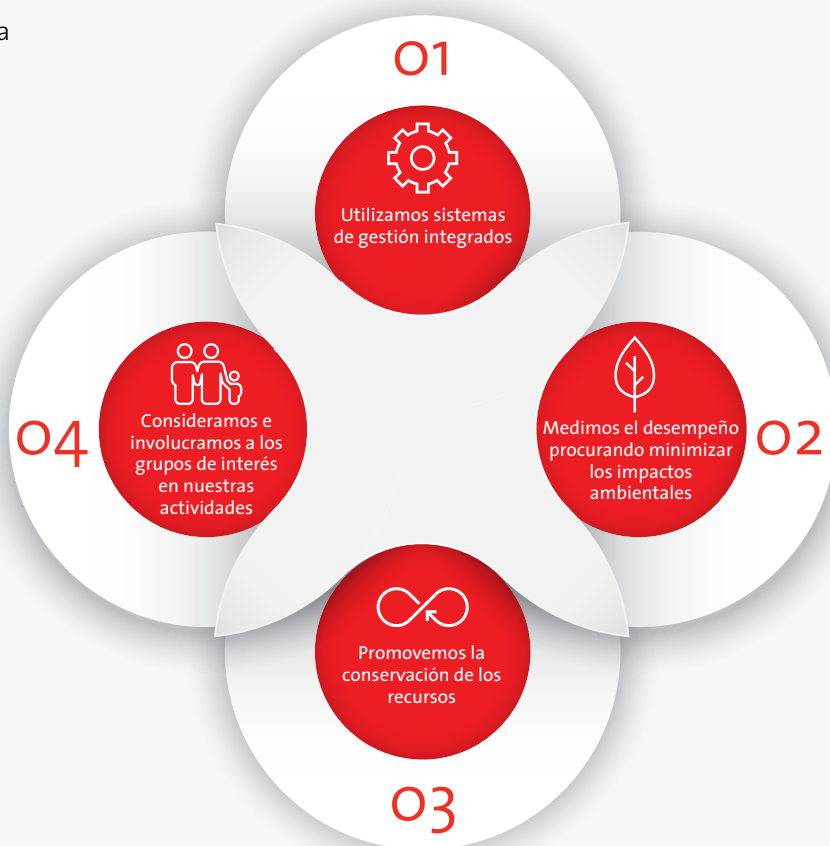 a
01
Utilizamos sistemas
de gestión integrados
02
Medimos el desempeño
procurando minimizar
los impactos
ambientales
03
Promovemos la
conservación de los
recursos
04
Consideramos e
involucramos a los
grupos de interés
en nuestras
actividades